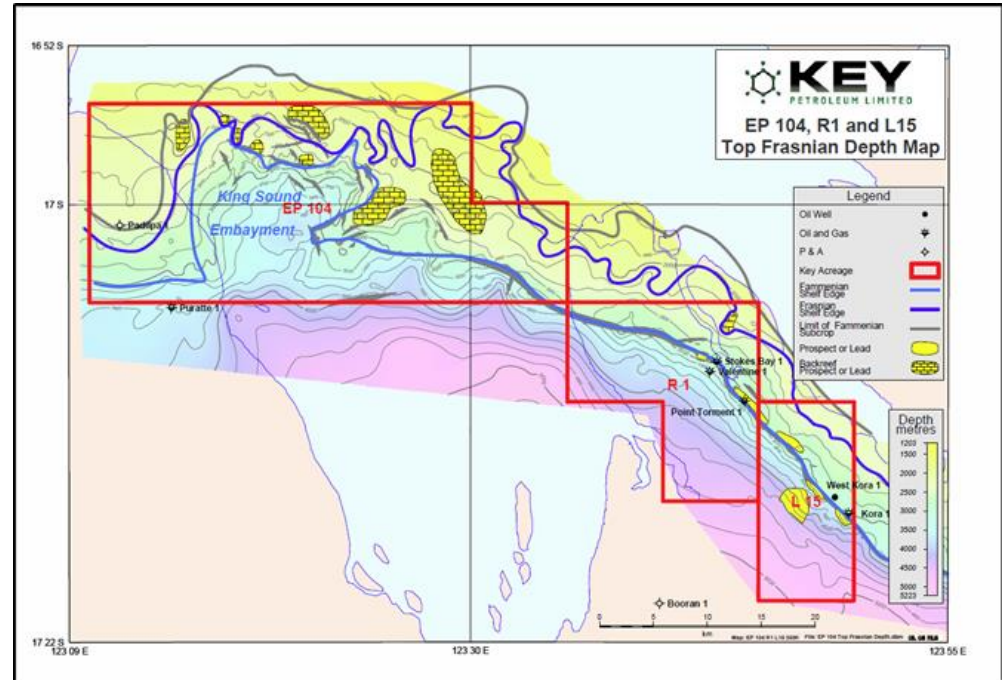 16 52 S
KEY
PETROLEUM LIMITED
EP 104, R1 and L15
Top Frasnian Depth Map
King Sound
EP 104
Embayment
17 S
Padilpa 1
Puratte 1
Legend
Oil Well
Oil and Gas
P & A
Key Acreage
Fammenian
Shelf Edge
Frasnian
Shelf Edge
Limit of Fammenian
Subcrop
Prospect or Lead
Backreef
Prospect or Lead
Stokes Bay 1
Valentine 1
R 1
Point Torment 1
West Kora 1
L 15
Kora 1
Depth
metres
1203
1500
2000
2500
3000
3500
4000
4500
5000
5223
Booran 1
0
10
20
km
17 22 S
123 09 E
123 30 E
123 55 E